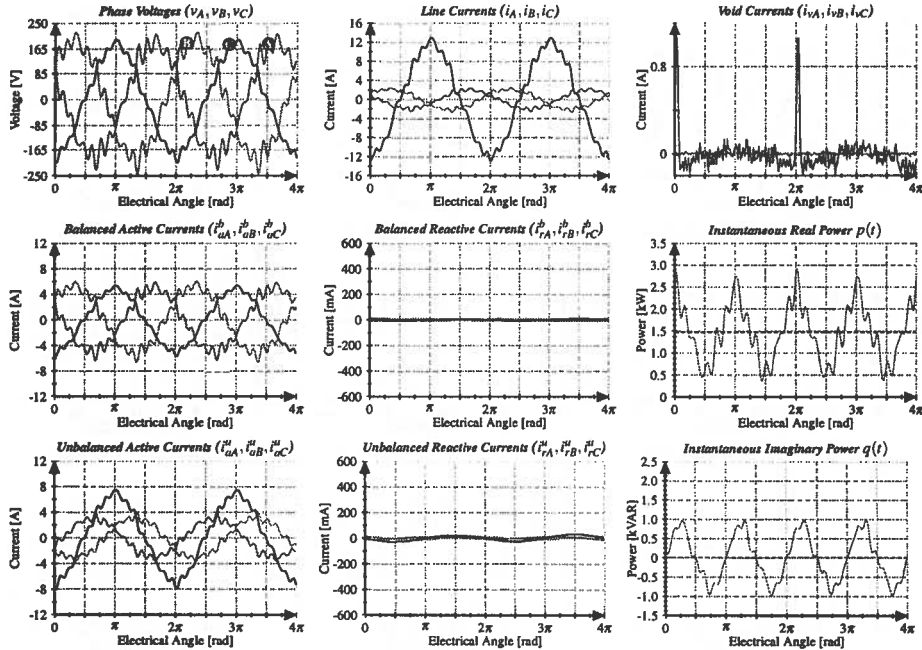 Phase Voltages (vA, vB, vC)
Voltage [V]
250
165
85
0
-85
-165
-250
0 π 2π 3π 4π
Electrical Angle [rad]
Line Currents (iA, iB, iC)
Current [A]
16
12
8
4
0
-4
-8
-12
-16
0 π 2π 3π 4π
Electrical Angle [rad]
Void Currents (ivA, ivB, ivC)
Current [A]
0.8
0
0 π 2π 3π 4π
Electrical Angle [rad]
Balanced Active Currents (i^b_aA, i^b_aB, i^b_aC)
Current [A]
12
8
4
0
-4
-8
-12
0 π 2π 3π 4π
Electrical Angle [rad]
Balanced Reactive Currents (i^b_rA, i^b_rB, i^b_rC)
Current [mA]
600
400
200
0
-200
-400
-600
0 π 2π 3π 4π
Electrical Angle [rad]
Instantaneous Real Power p(t)
Power [kW]
3.5
3.0
2.5
2.0
1.5
1.0
0.5
0
0 π 2π 3π 4π
Electrical Angle [rad]
Unbalanced Active Currents (i^u_aA, i^u_aB, i^u_aC)
Current [A]
12
8
4
0
-4
-8
-12
0 π 2π 3π 4π
Electrical Angle [rad]
Unbalanced Reactive Currents (i^u_rA, i^u_rB, i^u_rC)
Current [mA]
600
400
200
0
-200
-400
-600
0 π 2π 3π 4π
Electrical Angle [rad]
Instantaneous Imaginary Power q(t)
Power [kVAR]
2.5
2.0
1.5
1.0
0.5
0
-0.5
-1.0
-1.5
0 π 2π 3π 4π
Electrical Angle [rad]